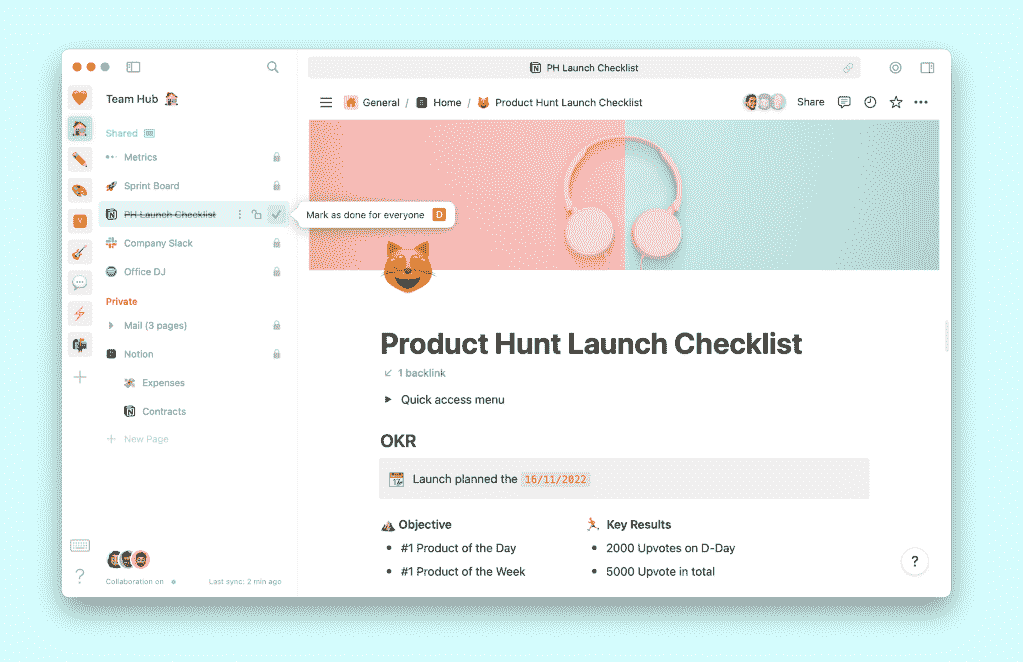 PH Launch Checklist
Team Hub
General / Home / Product Hunt Launch Checklist
Share
Shared
Metrics
Sprint Board
PH Launch Checklist
Mark as done for everyone D
Company Slack
Office DJ
Private
Mail (3 pages)
Notion
Expenses
Contracts
New Page
Collaboration on
Last sync: 2 min ago
Product Hunt Launch Checklist
1 backlink
Quick access menu
OKR
Launch planned the 16/11/2022
Objective
#1 Product of the Day
#1 Product of the Week
Key Results
2000 Upvotes on D-Day
5000 Upvote in total
?
?